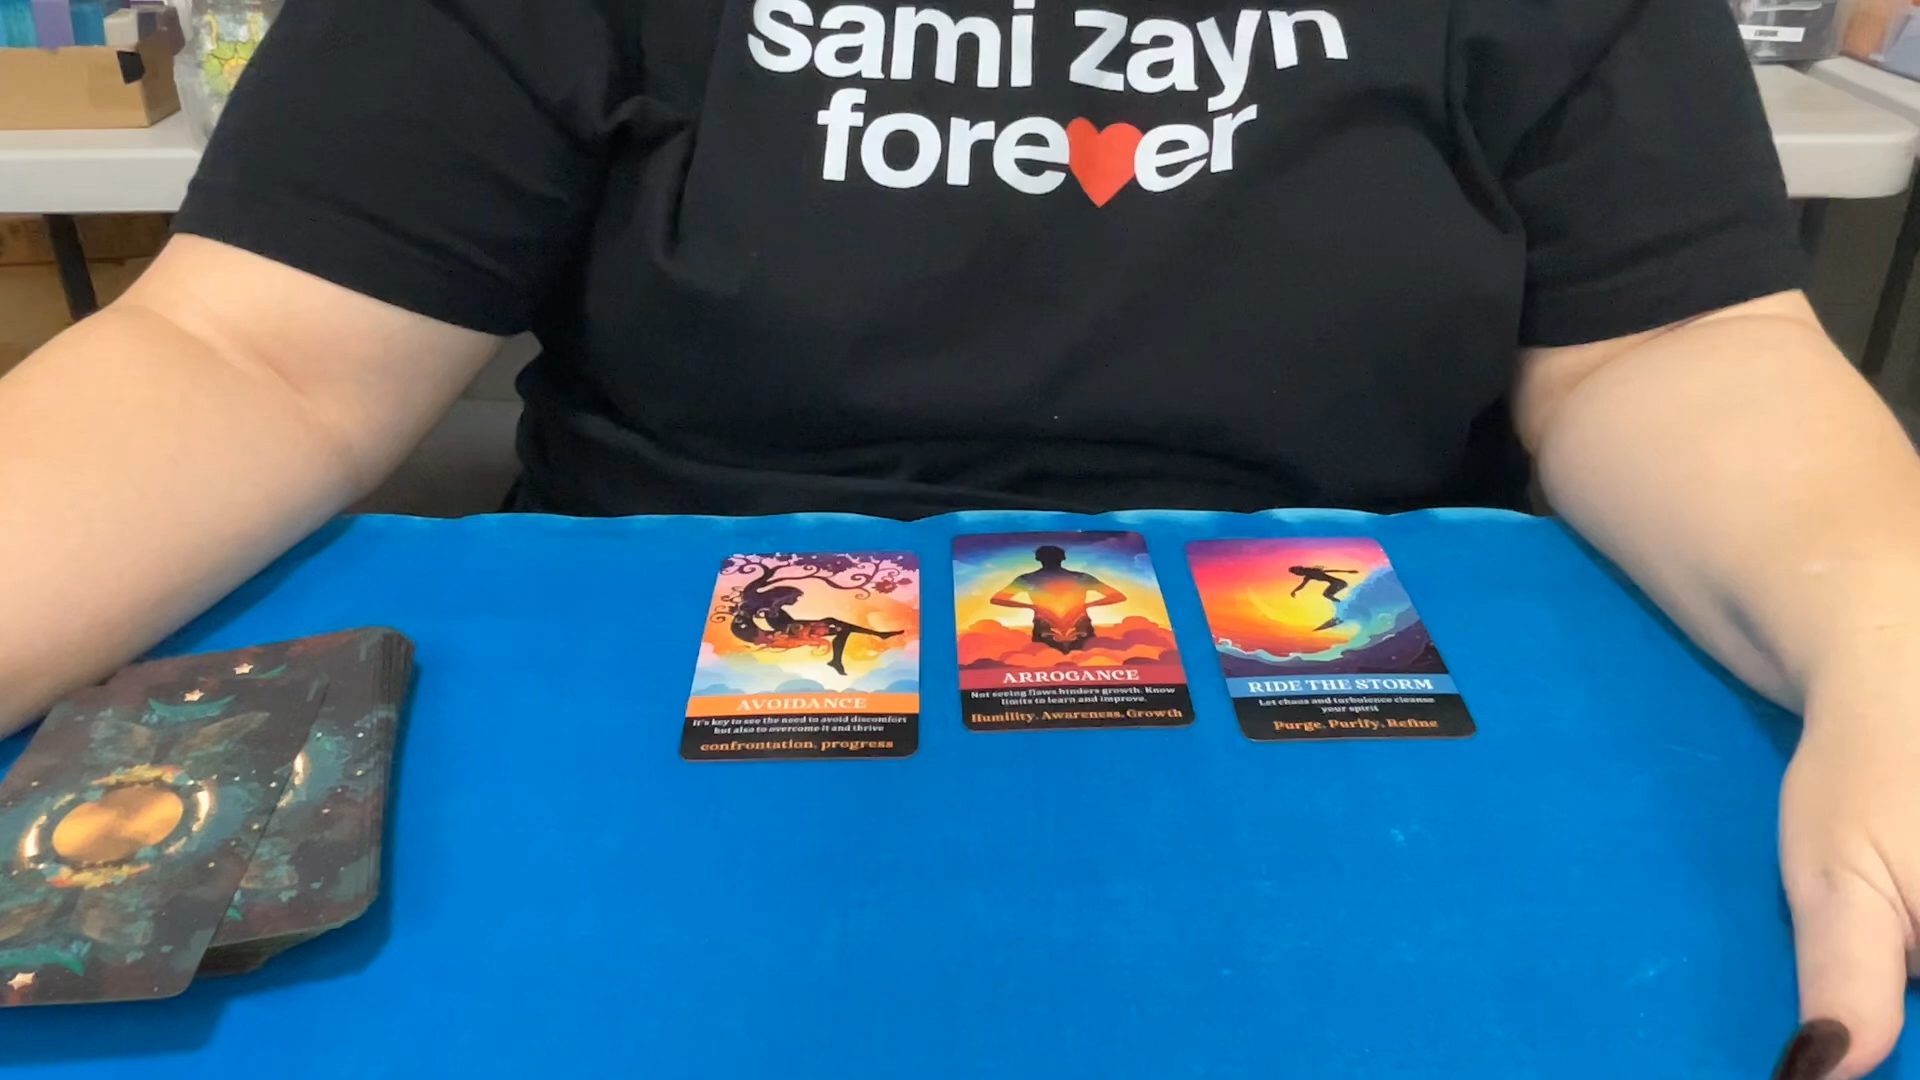 sami zayn
forever
AVOIDANCE
It's key to see the need to avoid discomfort
but also to overcome it and thrive
confrontation, progress
ARROGANCE
Not seeing flaws hinders growth. Know
limits to learn and improve.
Humility, Awareness, Growth
RIDE THE STORM
Let chaos and turbulence cleanse
your spirit
Purge, Purify, Refine